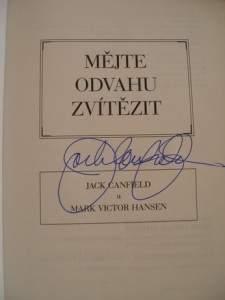 MĚJTE
ODVAHU
ZVÍTĚZIT
JACK CANFIELD
a
MARK VICTOR HANSEN